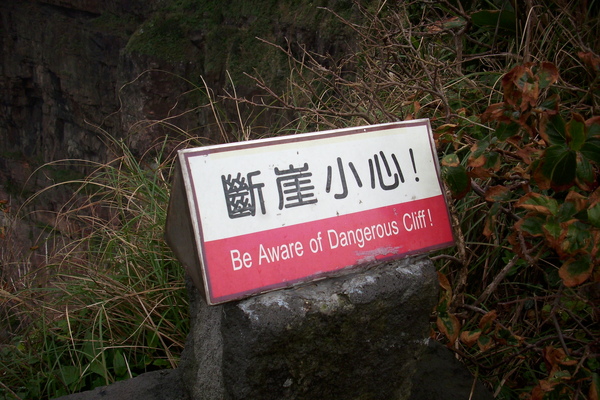 斷崖小心!
Be Aware of Dangerous Cliff!